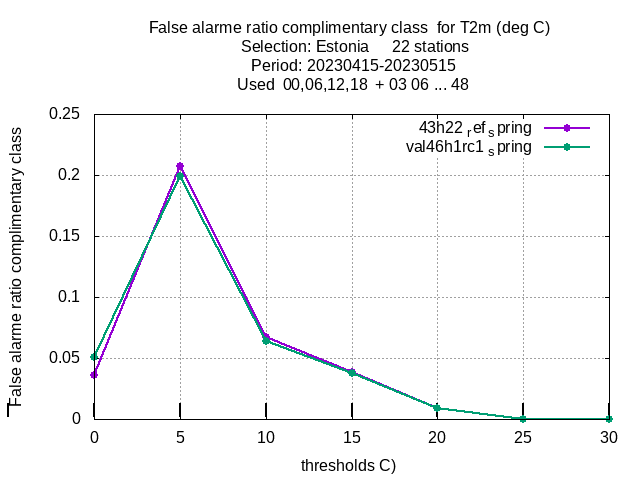 False alarme ratio complimentary class  for T2m (deg C)
Selection: Estonia     22 stations
Period: 20230415-20230515
Used  00,06,12,18  + 03 06 ... 48
43h22 ref spring
val46h1rc1 spring
False alarme ratio complimentary class
0.25
0.2
0.15
0.1
0.05
0
0 5 10 15 20 25 30
thresholds C)